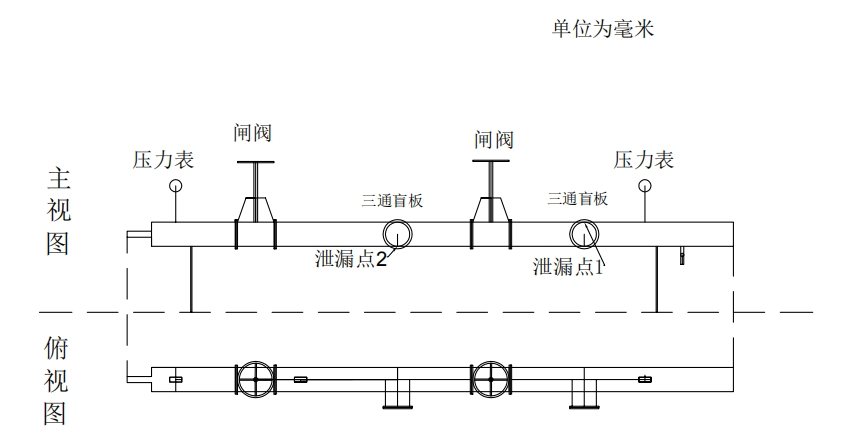 单位为毫米
闸阀
闸阀
压力表
压力表
主视图
三通盲板
三通盲板
泄漏点2
泄漏点1
俯视图